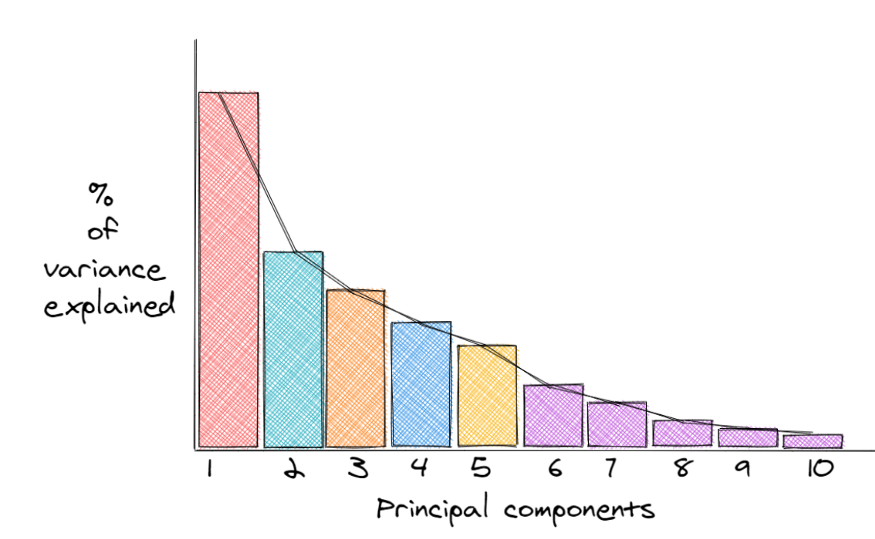 %
of
variance
explained
1 2 3 4 5 6 7 8 9 10
Principal components